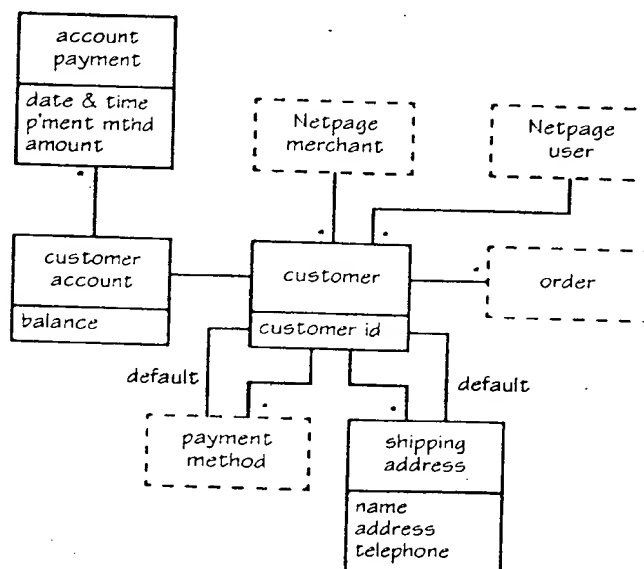 account
payment
date & time
p'ment mthd
amount
Netpage
merchant
Netpage
user
customer
account
balance
customer
customer id
order
default
default
payment
method
shipping
address
name
address
telephone